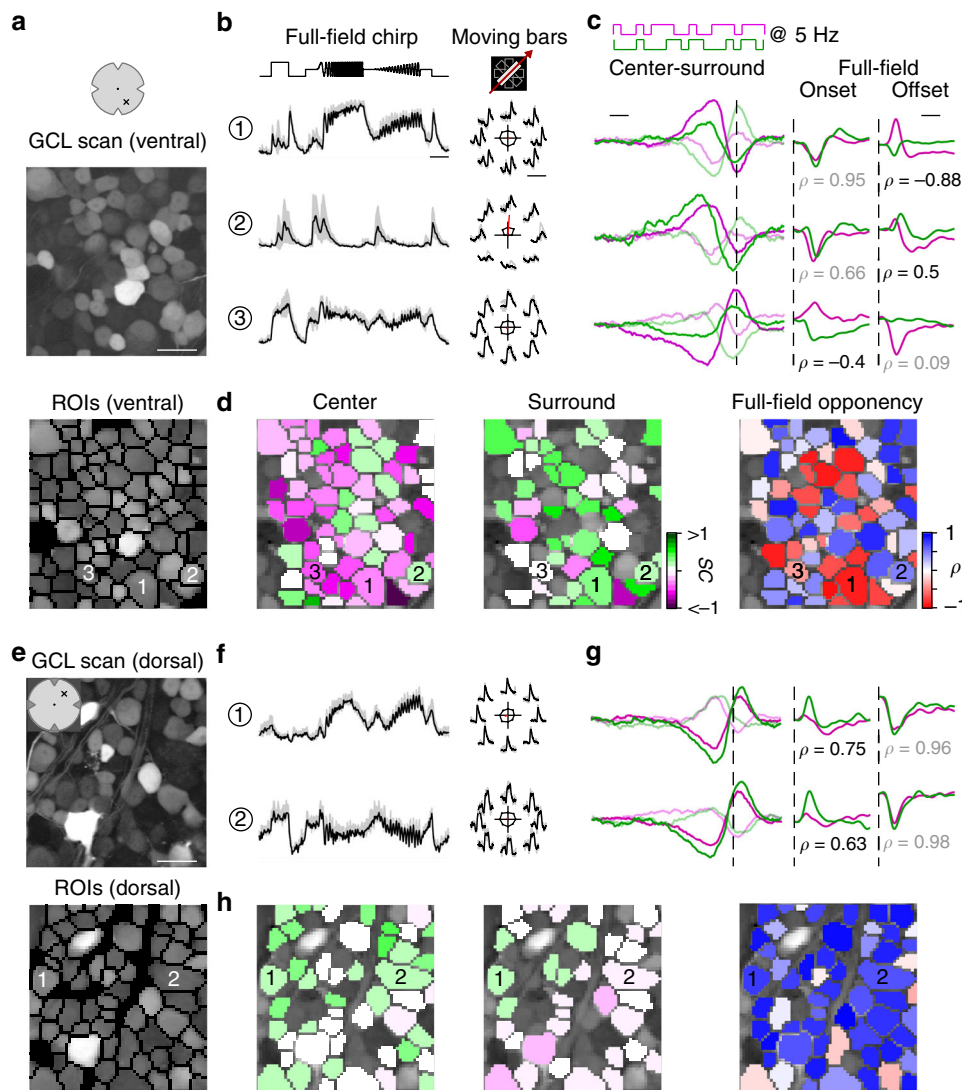 a
b
c
Full-field chirp
Moving bars
@ 5 Hz
Center-surround
Full-field
Onset
Offset
GCL scan (ventral)
1
ρ = 0.95
ρ = –0.88
2
ρ = 0.66
ρ = 0.5
3
ρ = –0.4
ρ = 0.09
ROIs (ventral)
d
Center
Surround
Full-field opponency
3
1
2
3
1
2
3
1
2
>1
SC
<–1
3
1
2
1
ρ
–1
e
GCL scan (dorsal)
f
g
1
ρ = 0.75
ρ = 0.96
2
ρ = 0.63
ρ = 0.98
ROIs (dorsal)
h
1
2
1
2
1
2
1
2